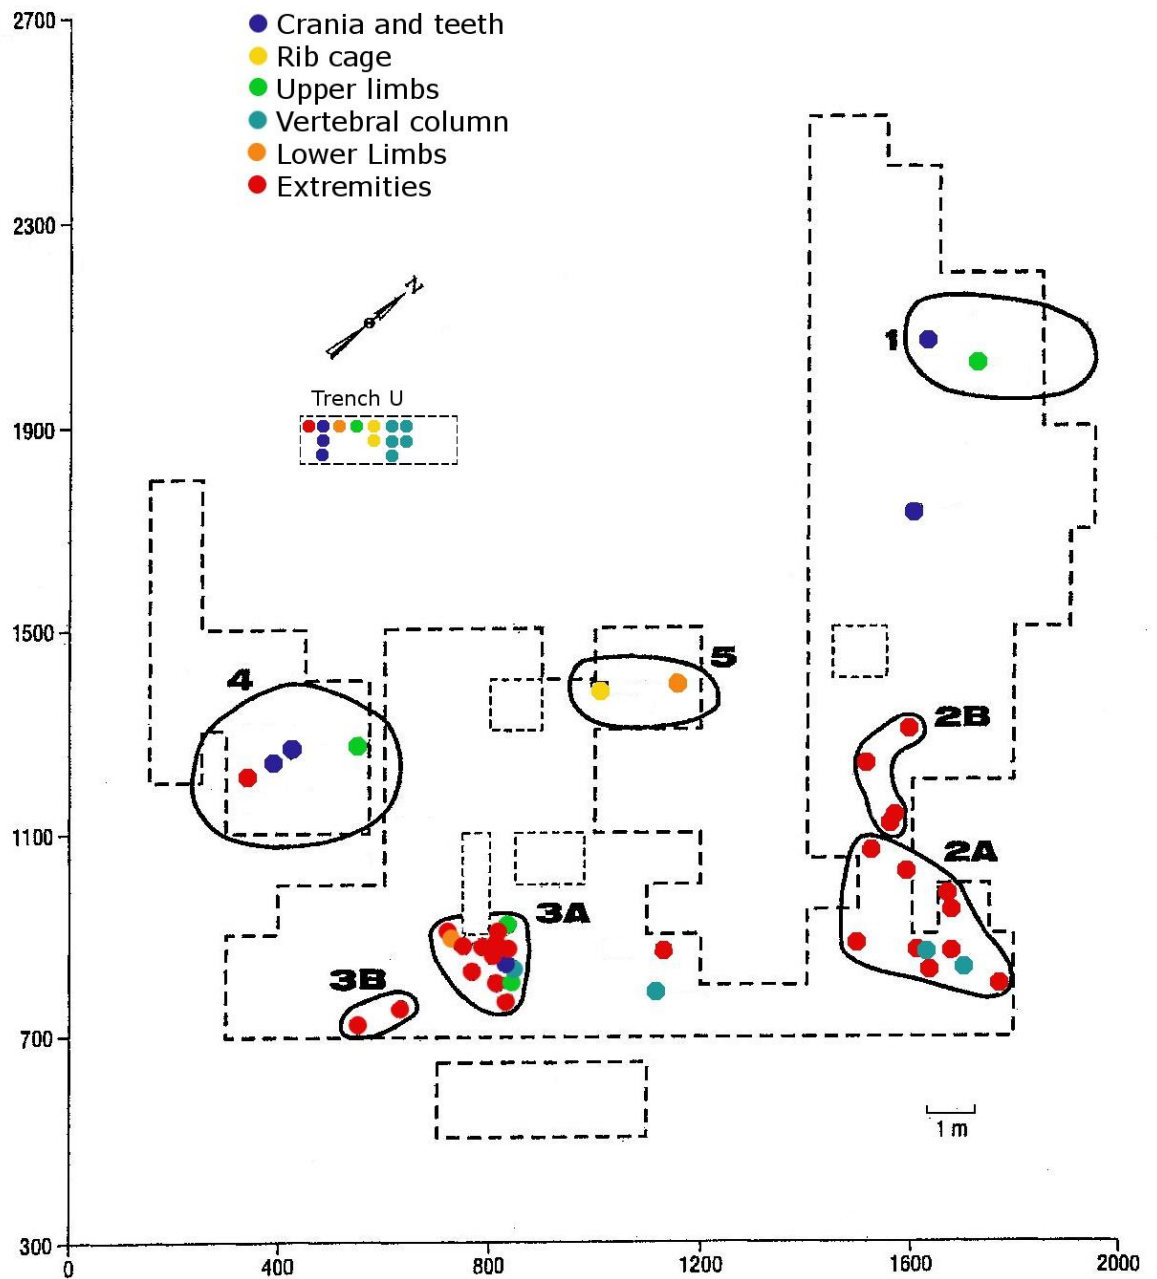 2700
Crania and teeth
Rib cage
Upper limbs
Vertebral column
Lower Limbs
Extremities
2300
N
1
Trench U
1900
1500
5
4
2B
1100
2A
3A
3B
700
1 m
300
0 400 800 1200 1600 2000